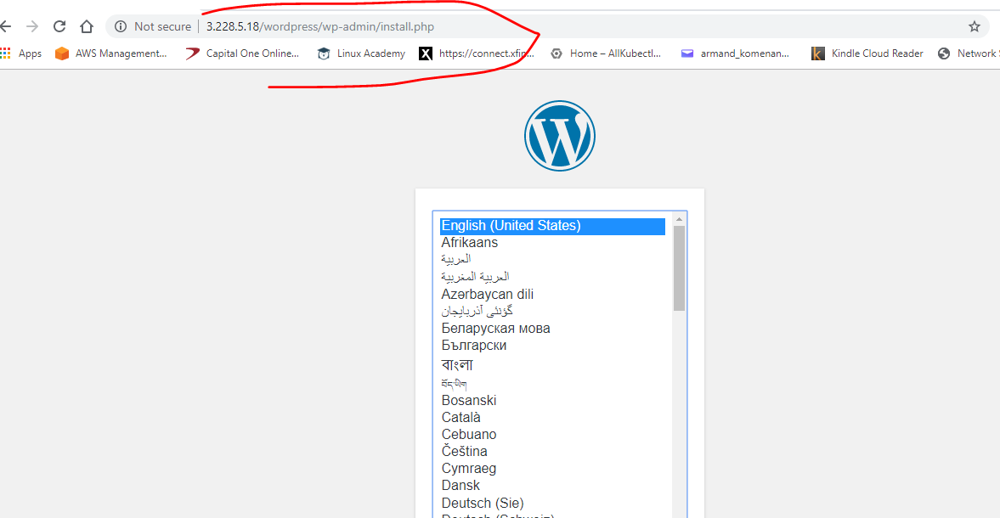 Not secure | 3.228.5.18/wordpress/wp-admin/install.php
Apps AWS Management... Capital One Online... Linux Academy X https://connect.xfin... Home – AllKubectl... armand_komenan... k Kindle Cloud Reader Network
W
English (United States)
Afrikaans
العربية
العربية المغربية
Azərbaycan dili
گؤنئی آذربایجان
Беларуская мова
Български
বাংলা
བོད་ཡིག
Bosanski
Català
Cebuano
Čeština
Cymraeg
Dansk
Deutsch (Sie)
Deutsch (Schweiz)